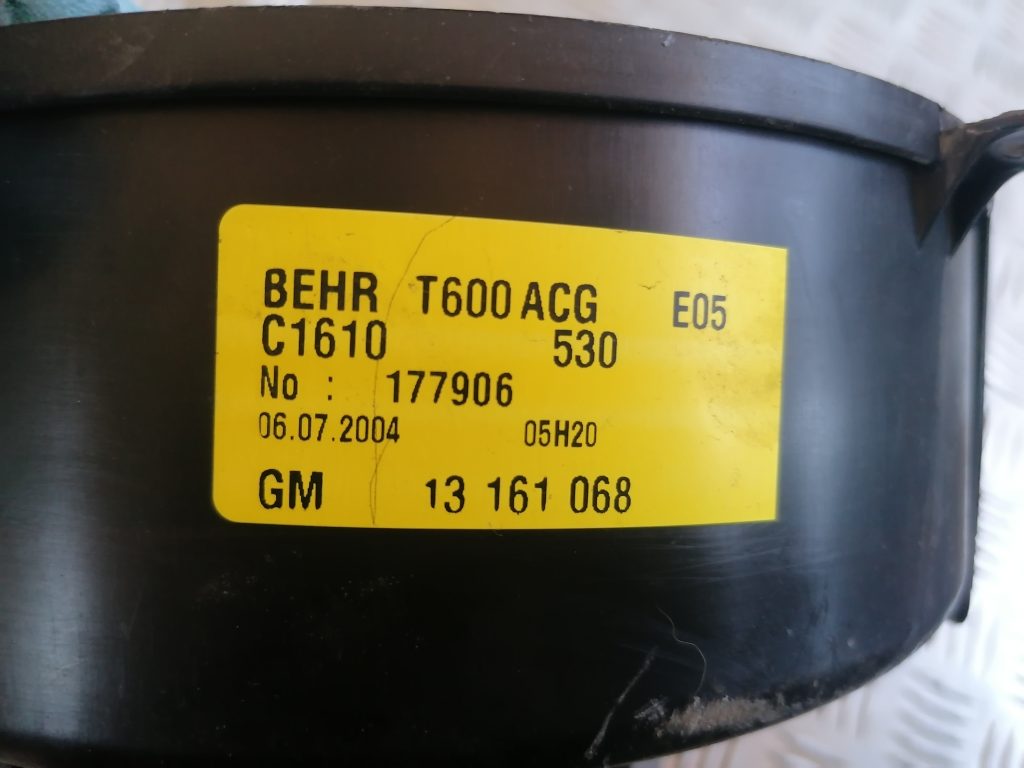 BEHR T600 ACG E05
C1610 530
No : 177906
06.07.2004 05H20
GM 13 161 068